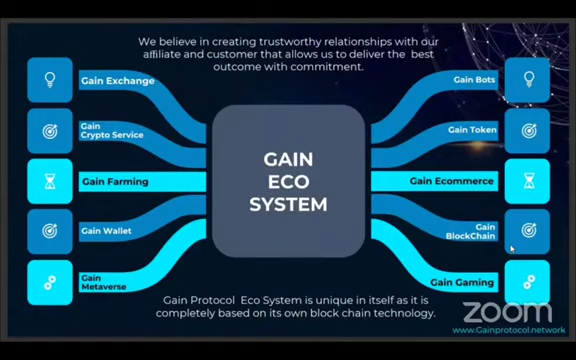 We believe in creating trustworthy relationships with our
affiliate and customer that allows us to deliver the best
outcome with commitment.
Gain Exchange
Gain
Crypto Service
Gain Farming
Gain Wallet
Gain
Metaverse
GAIN
ECO
SYSTEM
Gain Bots
Gain Token
Gain Ecommerce
Gain
BlockChain
Gain Gaming
Gain Protocol Eco System is unique in itself as it is
completely based on its own block chain technology.
zoom
www.Gainprotocol.network